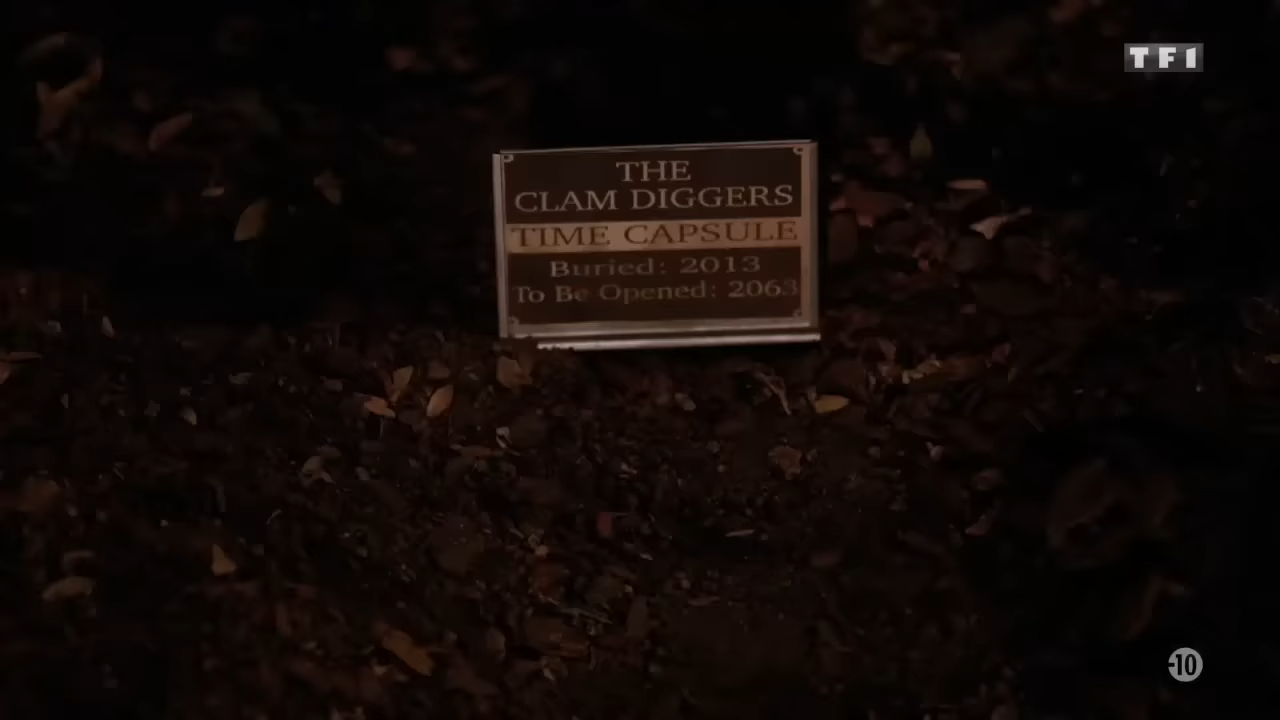 TF1
THE
CLAM DIGGERS
TIME CAPSULE
Buried: 2013
To Be Opened: 2063
-10